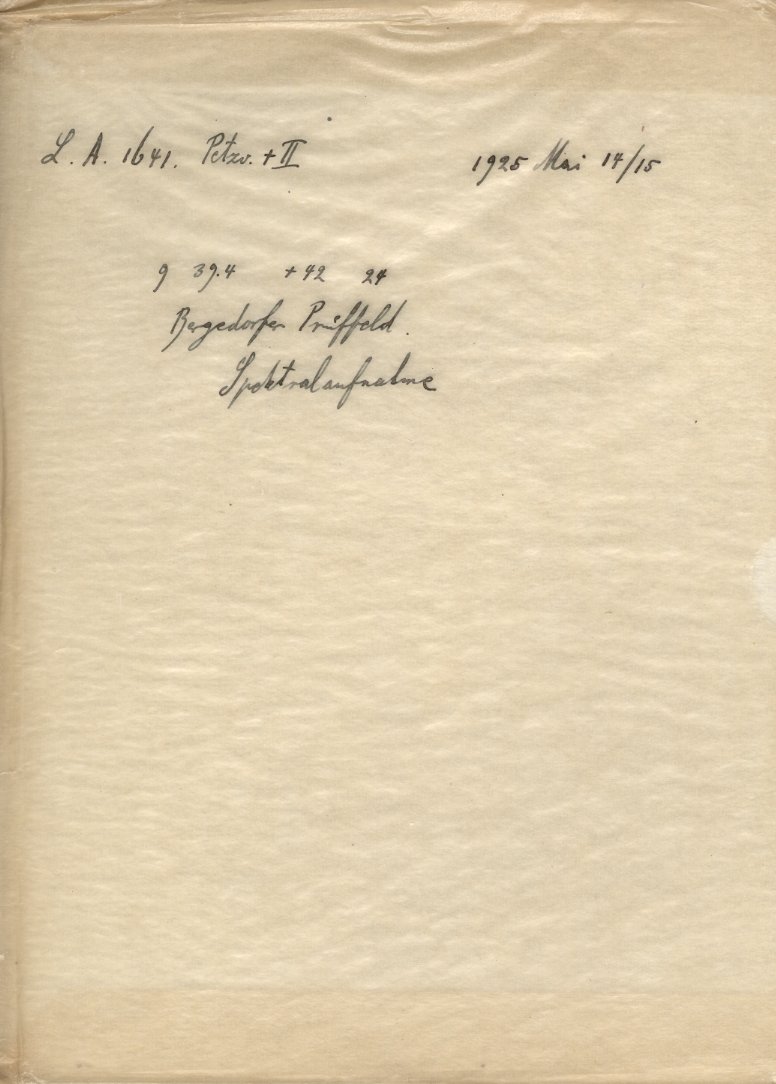 L. A. 1641. Petzv. + II 1925 Mai 14/15
9 39.4 +42 24
Bergedorfer Prüffeld.
Spektralaufnahme